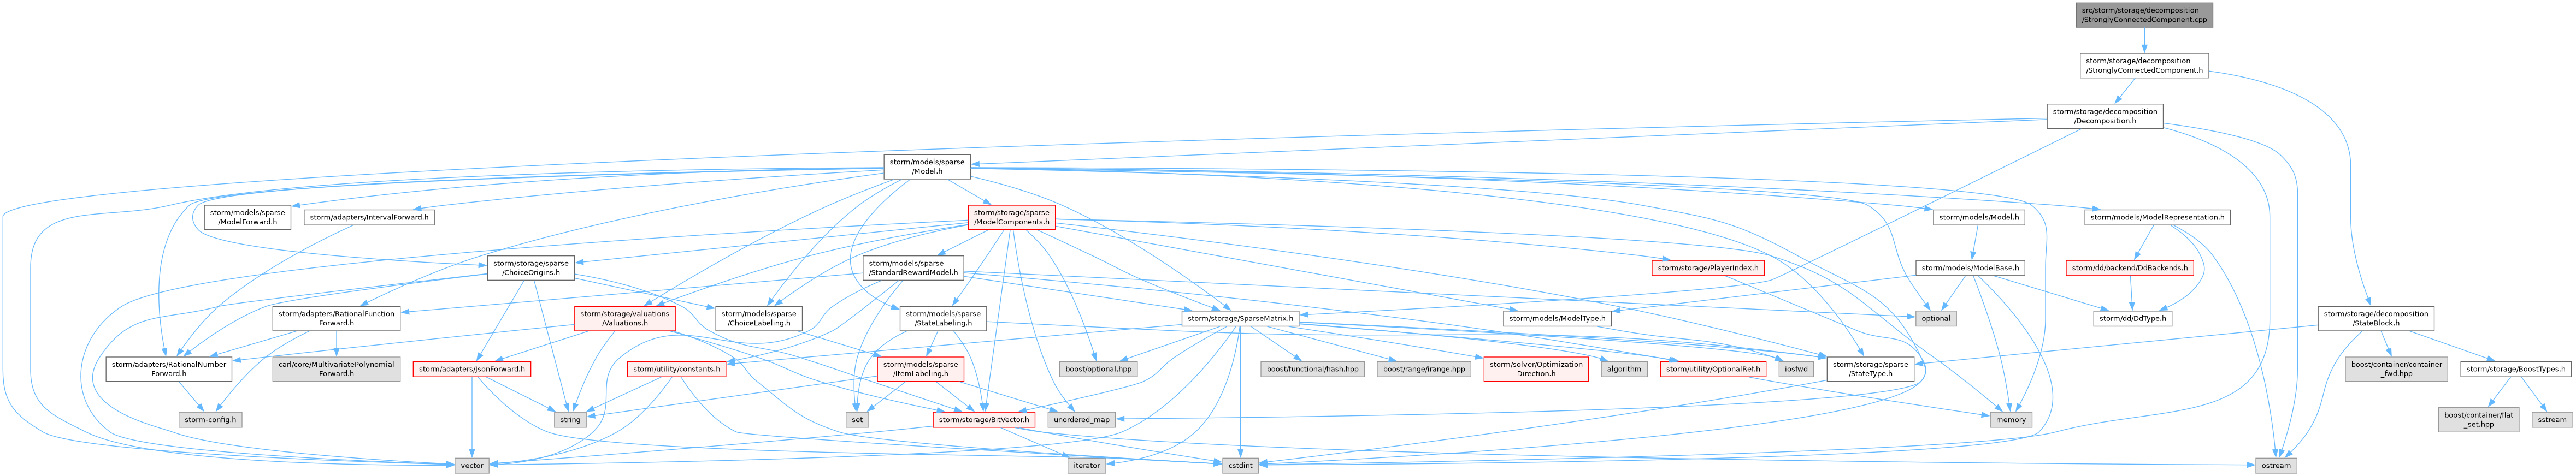 src/storm/storage/decomposition
/StronglyConnectedComponent.cpp
storm/storage/decomposition
/StronglyConnectedComponent.h
storm/storage/decomposition
/Decomposition.h
storm/models/sparse
/Model.h
storm/models/sparse
/ModelForward.h
storm/adapters/IntervalForward.h
storm/storage/sparse
/ModelComponents.h
storm/models/Model.h
storm/models/ModelRepresentation.h
storm/storage/sparse
/ChoiceOrigins.h
storm/models/sparse
/StandardRewardModel.h
storm/storage/PlayerIndex.h
storm/models/ModelBase.h
storm/dd/backend/DdBackends.h
storm/adapters/RationalFunction
Forward.h
storm/storage/valuations
/Valuations.h
storm/models/sparse
/ChoiceLabeling.h
storm/models/sparse
/StateLabeling.h
storm/storage/SparseMatrix.h
storm/models/ModelType.h
optional
storm/dd/DdType.h
storm/storage/decomposition
/StateBlock.h
storm/adapters/RationalNumber
Forward.h
carl/core/MultivariatePolynomial
Forward.h
storm/adapters/JsonForward.h
storm/utility/constants.h
storm/models/sparse
/ItemLabeling.h
boost/optional.hpp
boost/functional/hash.hpp
boost/range/irange.hpp
storm/solver/Optimization
Direction.h
algorithm
storm/utility/OptionalRef.h
iosfwd
storm/storage/sparse
/StateType.h
boost/container/container
_fwd.hpp
storm/storage/BoostTypes.h
storm-config.h
string
set
storm/storage/BitVector.h
unordered_map
memory
boost/container/flat
_set.hpp
sstream
vector
iterator
cstdint
ostream